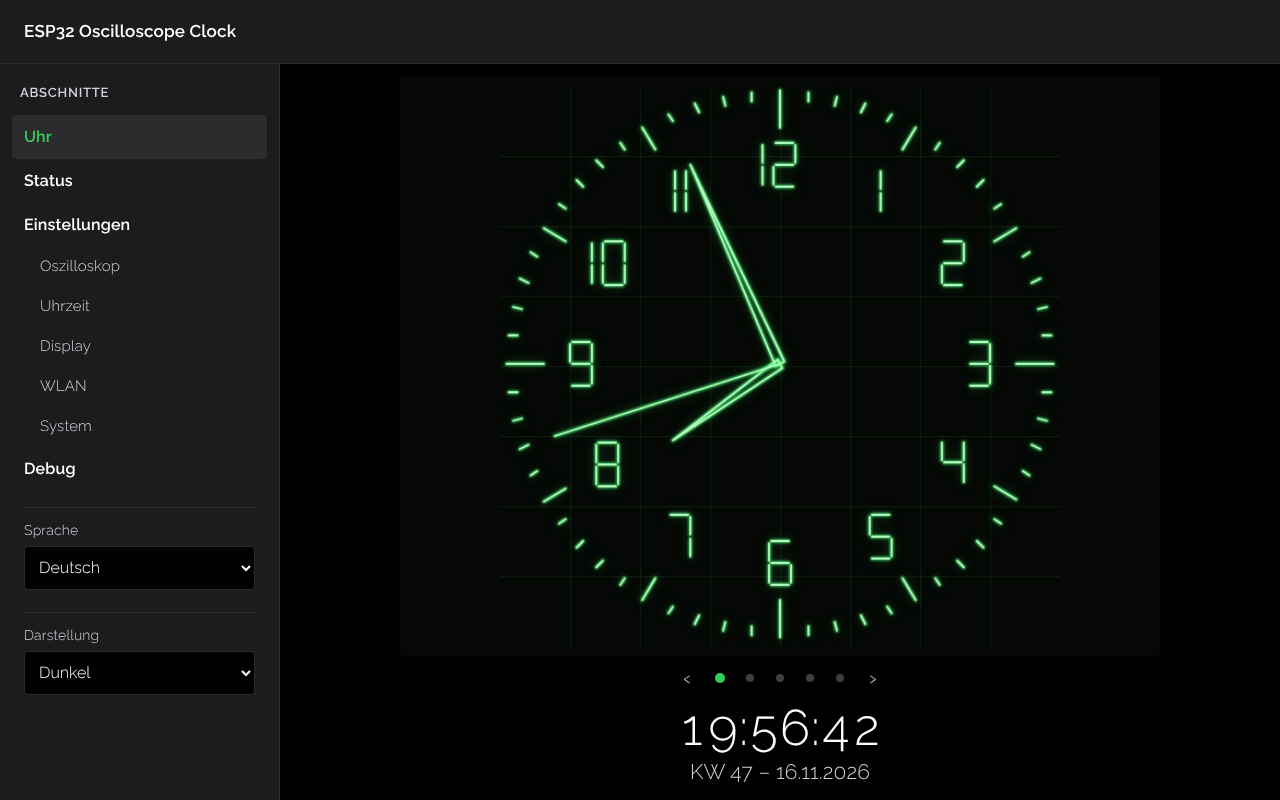 ESP32 Oscilloscope Clock
ABSCHNITTE
Uhr
Status
Einstellungen
Oszilloskop
Uhrzeit
Display
WLAN
System
Debug
Sprache
Deutsch
Darstellung
Dunkel
12
11
1
10
2
9
3
8
4
7
5
6
< >
19:56:42
KW 47 – 16.11.2026